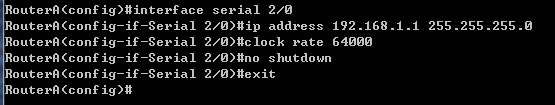 RouterA(config)#interface serial 2/0
RouterA(config-if-Serial 2/0)#ip address 192.168.1.1 255.255.255.0
RouterA(config-if-Serial 2/0)#clock rate 64000
RouterA(config-if-Serial 2/0)#no shutdown
RouterA(config-if-Serial 2/0)#exit
RouterA(config)#